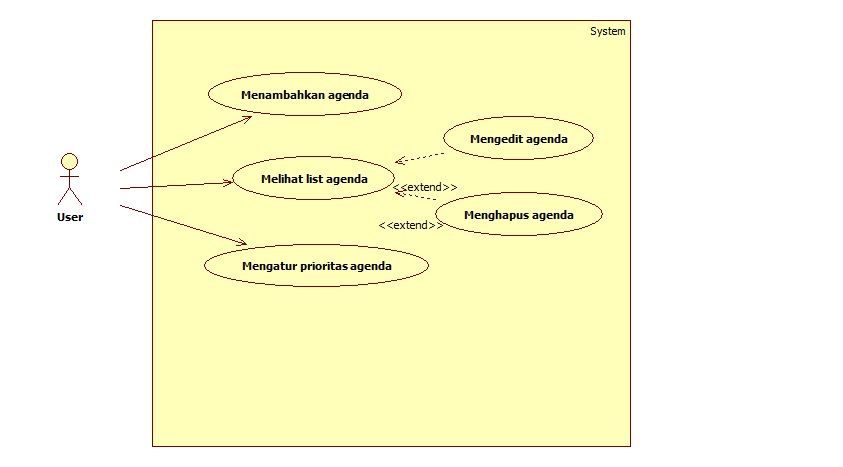 System
Menambahkan agenda
Mengedit agenda
Melihat list agenda
<<extend>>
Menghapus agenda
User
<<extend>>
Mengatur prioritas agenda